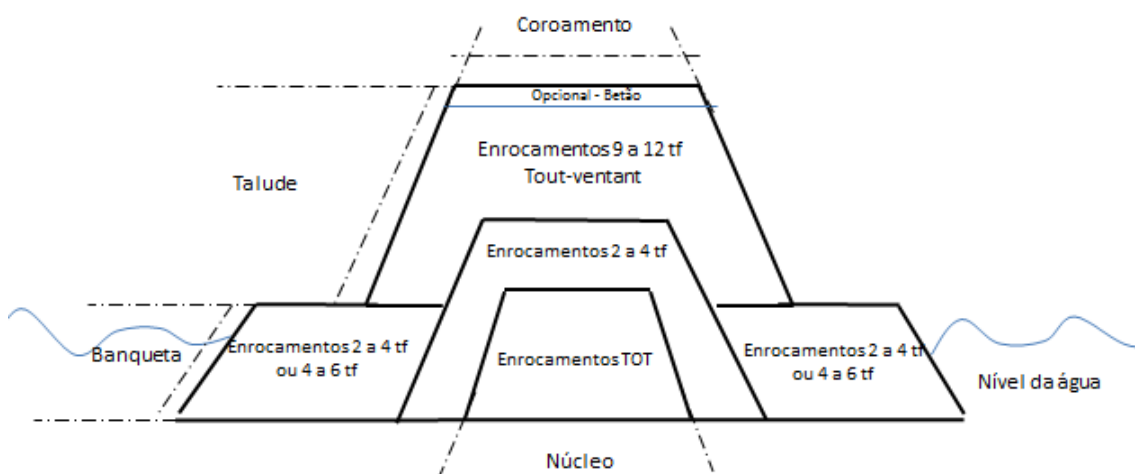 Coroamento
Opcional - Betão
Enrocamentos 9 a 12 tf
Tout-ventant
Talude
Enrocamentos 2 a 4 tf
Banqueta
Enrocamentos 2 a 4 tf
ou 4 a 6 tf
Enrocamentos TOT
Enrocamentos 2 a 4 tf
ou 4 a 6 tf
Nível da água
Núcleo